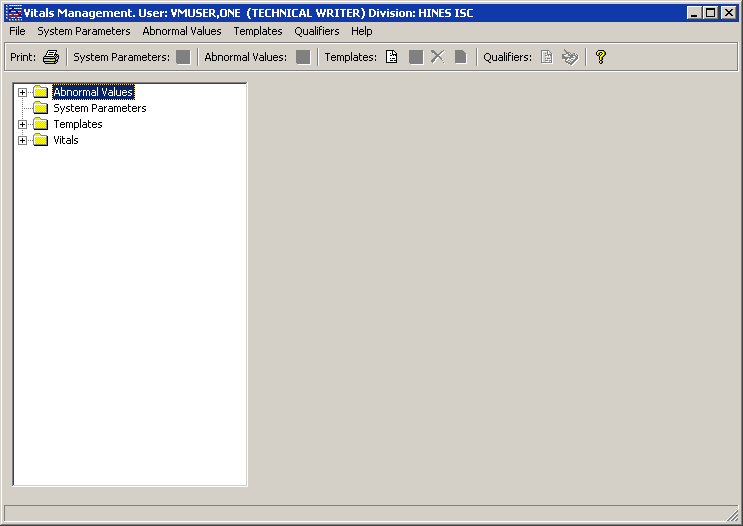 Vitals Management. User: VMUSER,ONE  (TECHNICAL WRITER) Division: HINES ISC
File System Parameters Abnormal Values Templates Qualifiers Help
Print: System Parameters: Abnormal Values: Templates: Qualifiers:
Abnormal Values
System Parameters
Templates
Vitals